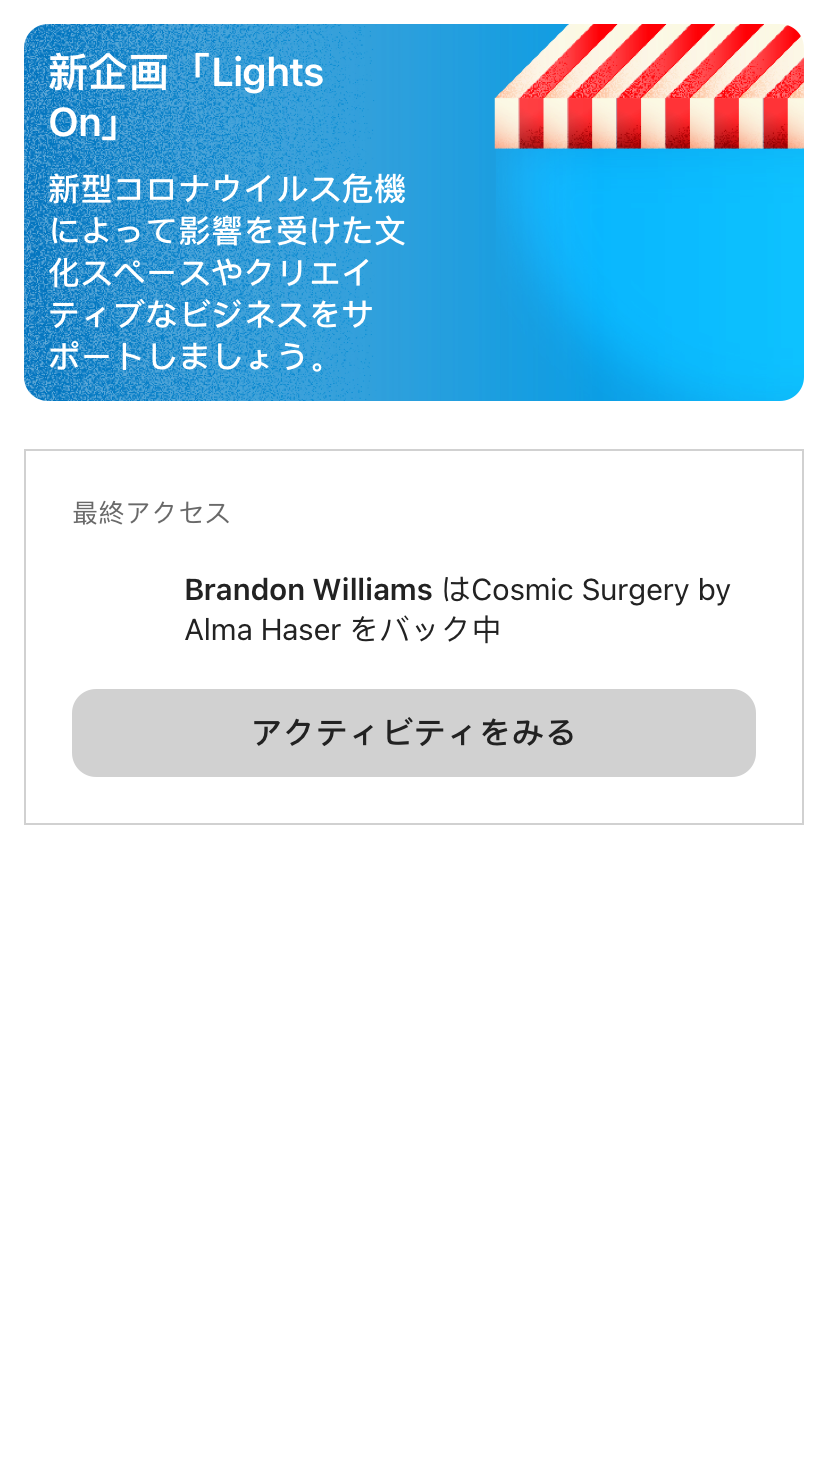 新企画「Lights
On」
新型コロナウイルス危機
によって影響を受けた文
化スペースやクリエイ
ティブなビジネスをサ
ポートしましょう。
最終アクセス
Brandon Williams はCosmic Surgery by
Alma Haser をバック中
アクティビティをみる